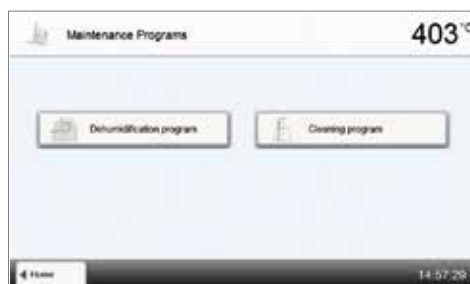 Maintenance Programs
403 °C
Dehumidification program
Cleaning program
Home
14:57:29